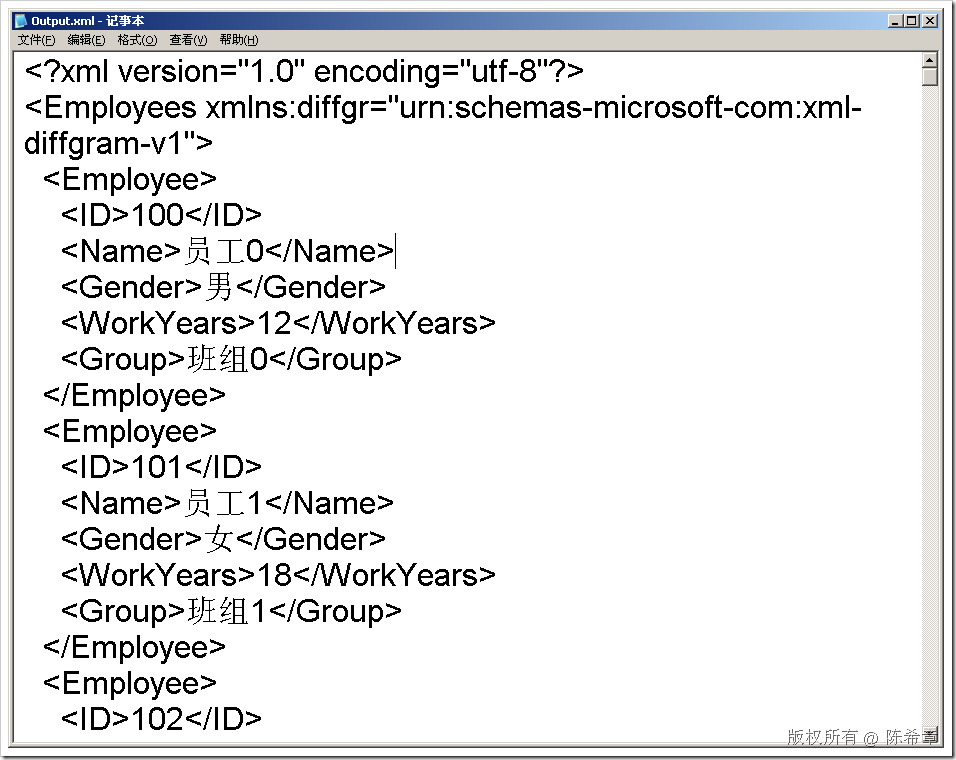 Output.xml - 记事本
文件(F) 编辑(E) 格式(O) 查看(V) 帮助(H)
<?xml version="1.0" encoding="utf-8"?>
<Employees xmlns:diffgr="urn:schemas-microsoft-com:xml-
diffgram-v1">
<Employee>
<ID>100</ID>
<Name>员工0</Name>
<Gender>男</Gender>
<WorkYears>12</WorkYears>
<Group>班组0</Group>
</Employee>
<Employee>
<ID>101</ID>
<Name>员工1</Name>
<Gender>女</Gender>
<WorkYears>18</WorkYears>
<Group>班组1</Group>
</Employee>
<Employee>
<ID>102</ID>
版权所有 @ 陈希章